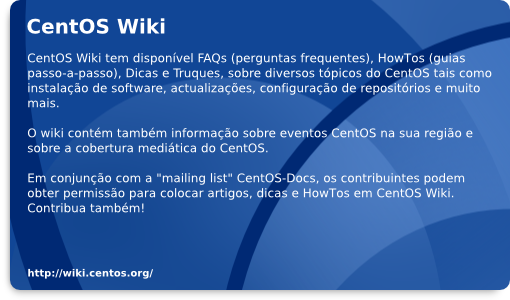 CentOS Wiki
CentOS Wiki tem disponível FAQs (perguntas frequentes), HowTos (guias
passo-a-passo), Dicas e Truques, sobre diversos tópicos do CentOS tais como
instalação de software, actualizações, configuração de repositórios e muito
mais.
O wiki contém também informação sobre eventos CentOS na sua região e
sobre a cobertura mediática do CentOS.
Em conjunção com a "mailing list" CentOS-Docs, os contribuintes podem
obter permissão para colocar artigos, dicas e HowTos em CentOS Wiki.
Contribua também!
http://wiki.centos.org/